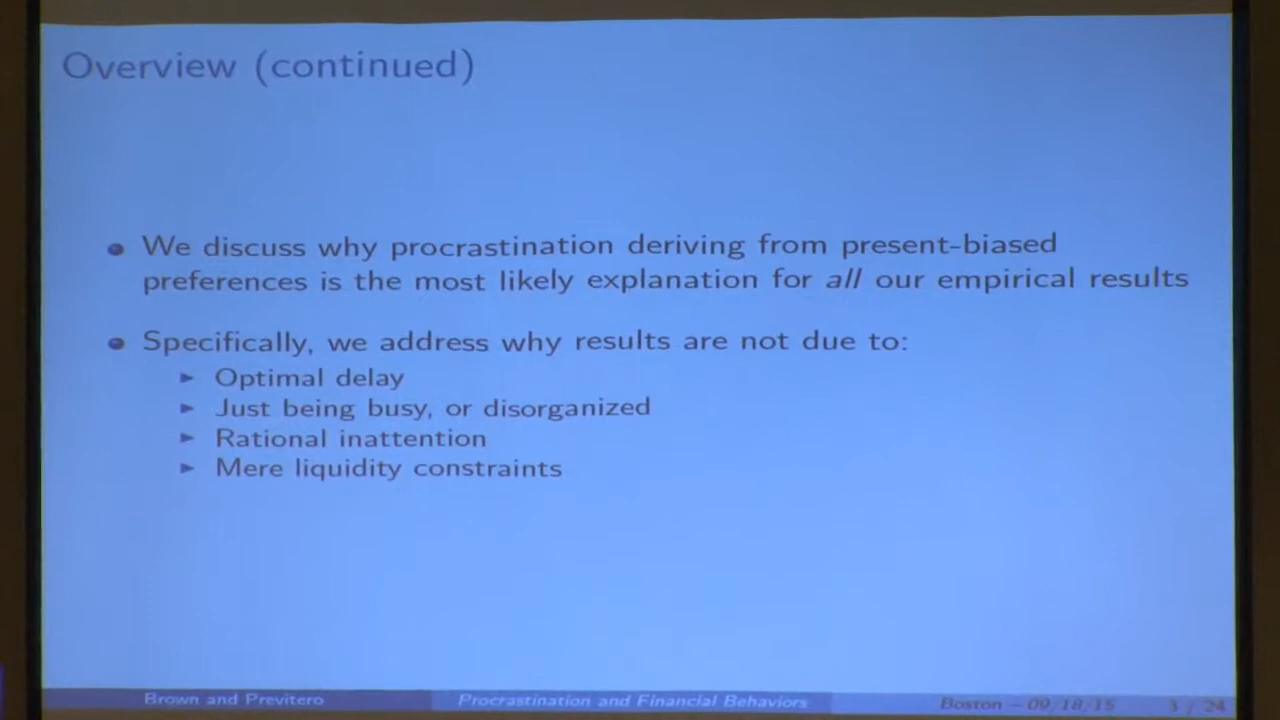 Overview (continued)
We discuss why procrastination deriving from present-biased
preferences is the most likely explanation for all our empirical results
Specifically, we address why results are not due to:
Optimal delay
Just being busy, or disorganized
Rational inattention
Mere liquidity constraints
Brown and Previtero Procrastination and Financial Behaviors Boston – 09/18/15 3 / 24